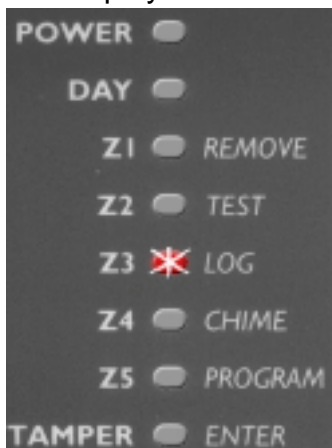 POWER
DAY
Z1 REMOVE
Z2 TEST
Z3 LOG
Z4 CHIME
Z5 PROGRAM
TAMPER ENTER